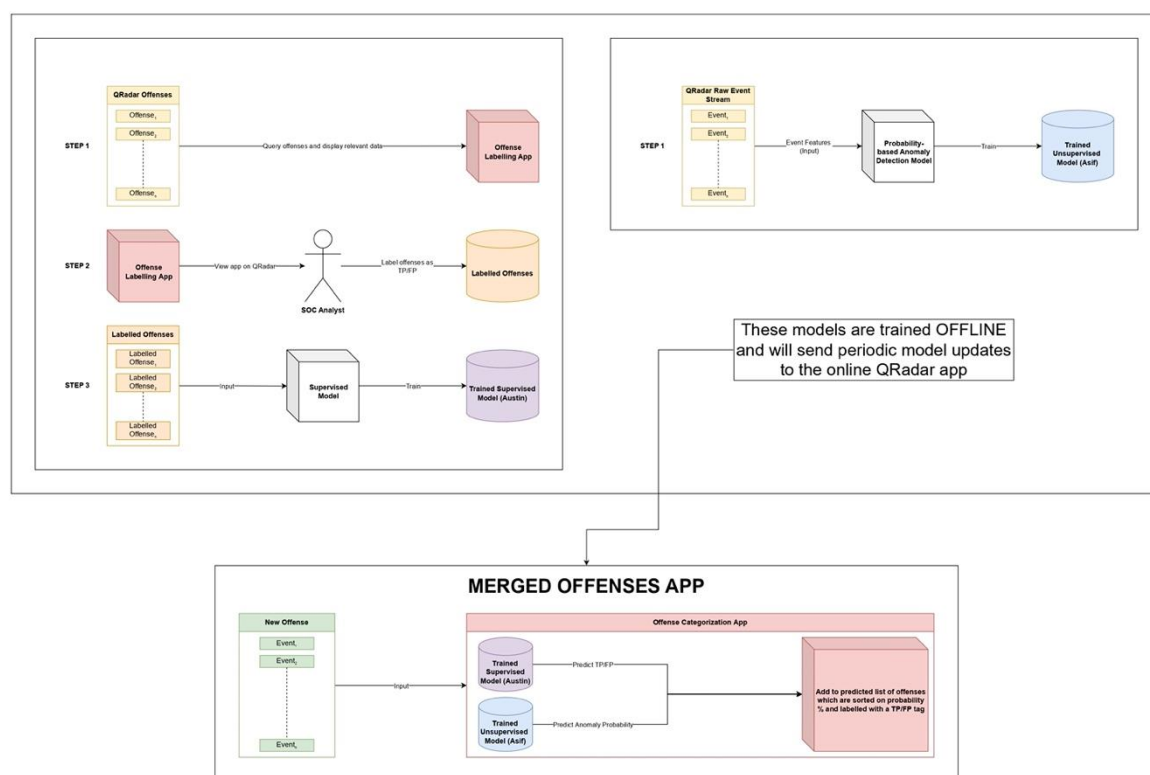 QRadar Offenses
Offense₁
Offense₂
Offenseₙ
STEP 1
Query offenses and display relevant data
Offense
Labelling App
STEP 2
Offense
Labelling App
View app on QRadar
SOC Analyst
Label offenses as
TP/FP
Labelled Offenses
STEP 3
Labelled Offenses
Labelled
Offense₁
Labelled
Offense₂
Labelled
Offenseₙ
Input
Supervised
Model
Train
Trained Supervised
Model (Austin)
STEP 1
QRadar Raw Event
Stream
Event₁
Event₂
Eventₙ
Event Features
(Input)
Probability-
based Anomaly
Detection Model
Train
Trained
Unsupervised
Model (Asif)
These models are trained OFFLINE
and will send periodic model updates
to the online QRadar app
MERGED OFFENSES APP
New Offense
Event₁
Event₂
Eventₙ
Input
Offense Categorization App
Trained
Supervised
Model (Austin)
Predict TP/FP
Trained
Unsupervised
Model (Asif)
Predict Anomaly Probability
Add to predicted list of offenses
which are sorted on probability
% and labelled with a TP/FP tag